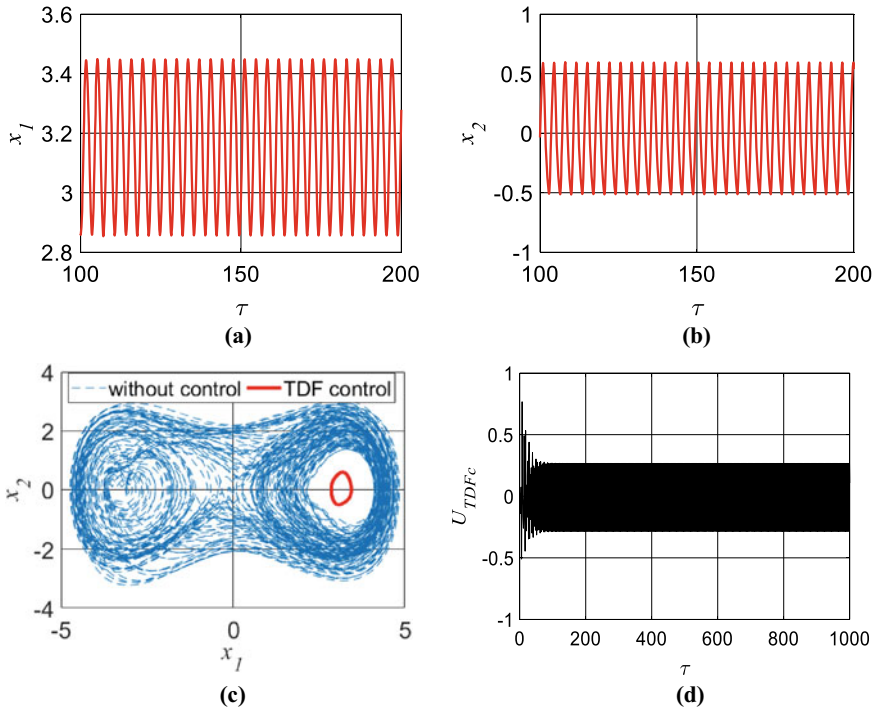 3.6
3.4
3.2
3
2.8
x1
100
150
200
τ
(a)
1
0.5
0
-0.5
-1
x2
100
150
200
τ
(b)
4
2
0
-2
-4
x2
without control
TDF control
-5
0
5
x1
(c)
1
0.5
0
-0.5
-1
UTDFc
0
200
400
600
800
1000
τ
(d)